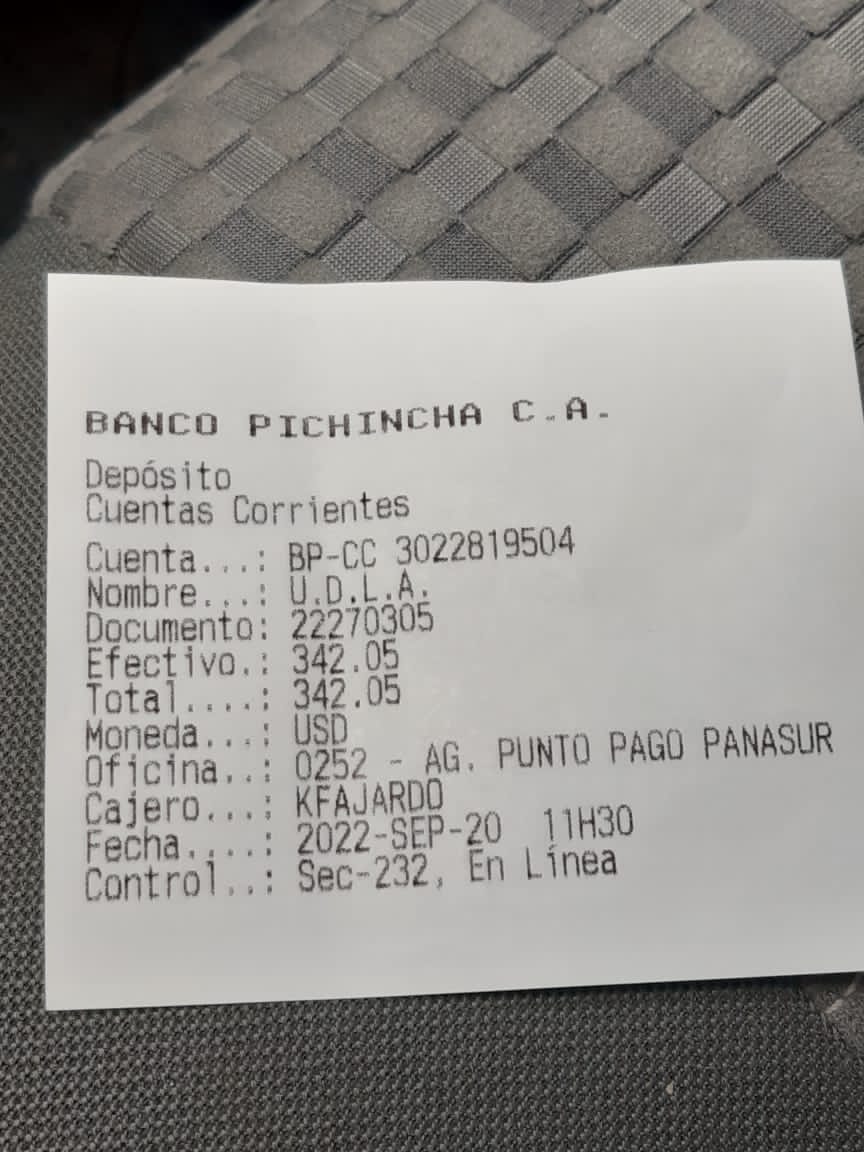 BANCO PICHINCHA C.A.
Depósito
Cuentas Corrientes
Cuenta...: BP-CC 3022819504
Nombre...: U.D.L.A.
Documento: 22270305
Efectivo.: 342.05
Total....: 342.05
Moneda...: USD
Oficina..: 0252 - AG. PUNTO PAGO PANASUR
Cajero...: KFAJARDO
Fecha....: 2022-SEP-20 11H30
Control..: Sec-232, En Línea